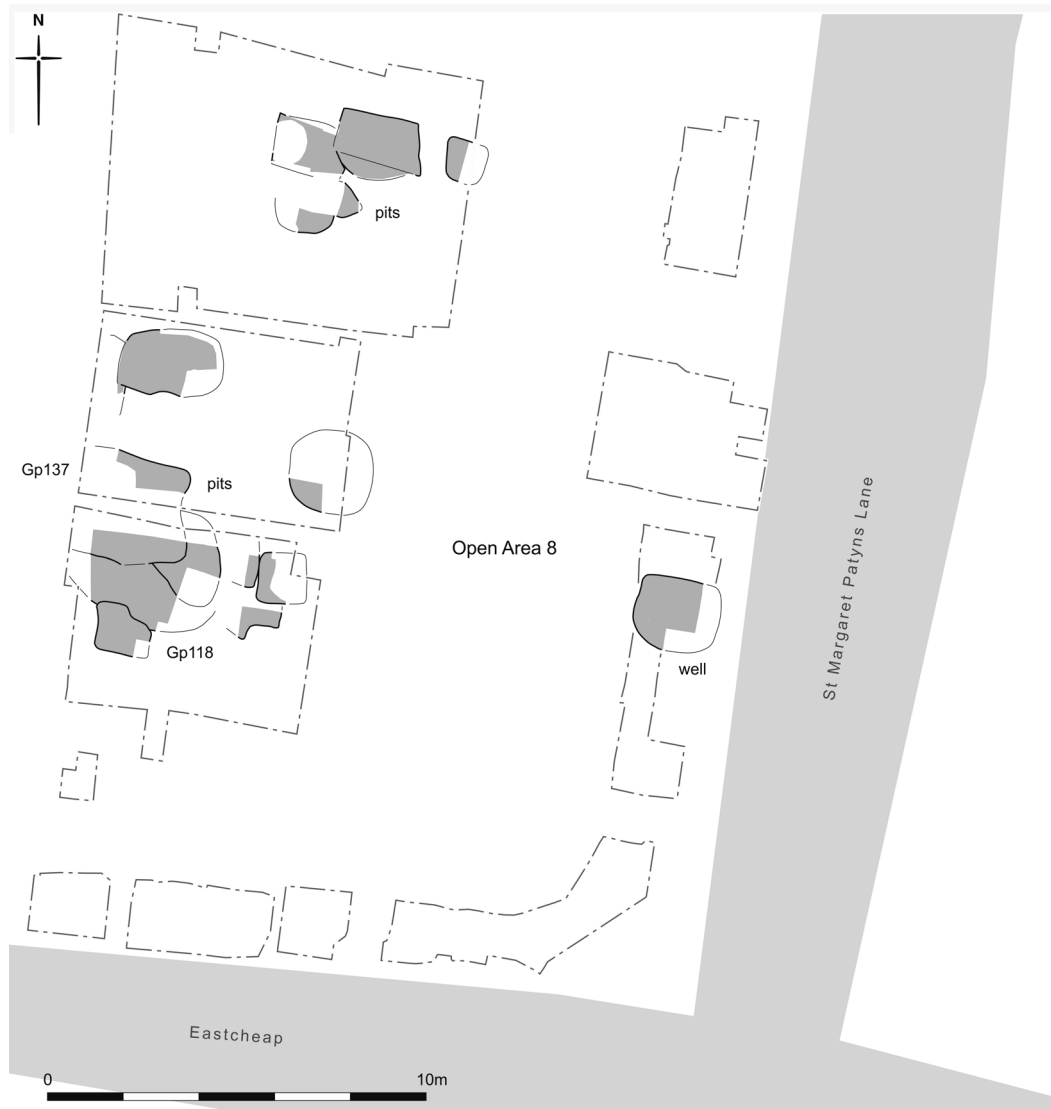 N
pits
Gp137
pits
Open Area 8
Gp118
well
St Margaret Patyns Lane
Eastcheap
0
10m